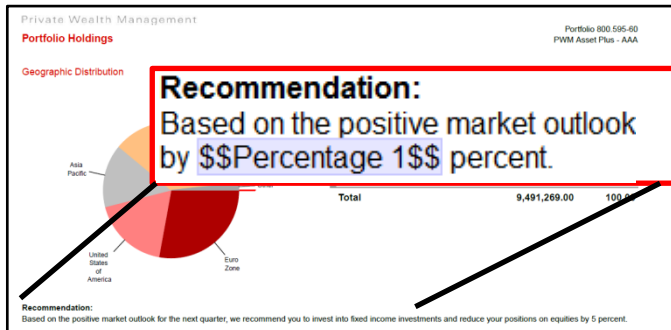 Private Wealth Management
Portfolio Holdings
Portfolio 800.595-60
PWM Asset Plus - AAA
Geographic Distribution
Recommendation:
Based on the positive market outlook
by $$Percentage 1$$ percent.
Asia
Pacific
Total 9,491,269.00 100.00
United
States
of
America
Euro
Zone
Recommendation:
Based on the positive market outlook for the next quarter, we recommend you to invest into fixed income investments and reduce your positions on equities by 5 percent.